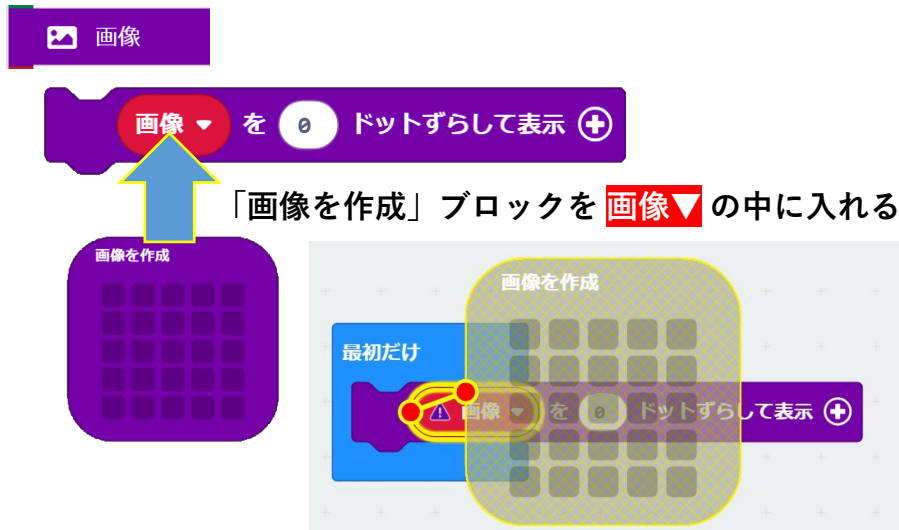 画像
画像 ▼ を 0 ドットずらして表示
「画像を作成」ブロックを 画像▼ の中に入れる
画像を作成
画像を作成
最初だけ
画像 ▼ を 0 ドットずらして表示